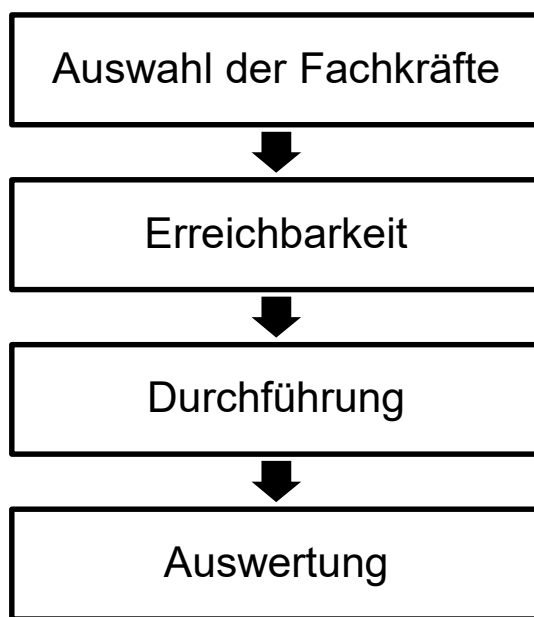 Auswahl der Fachkräfte
Erreichbarkeit
Durchführung
Auswertung